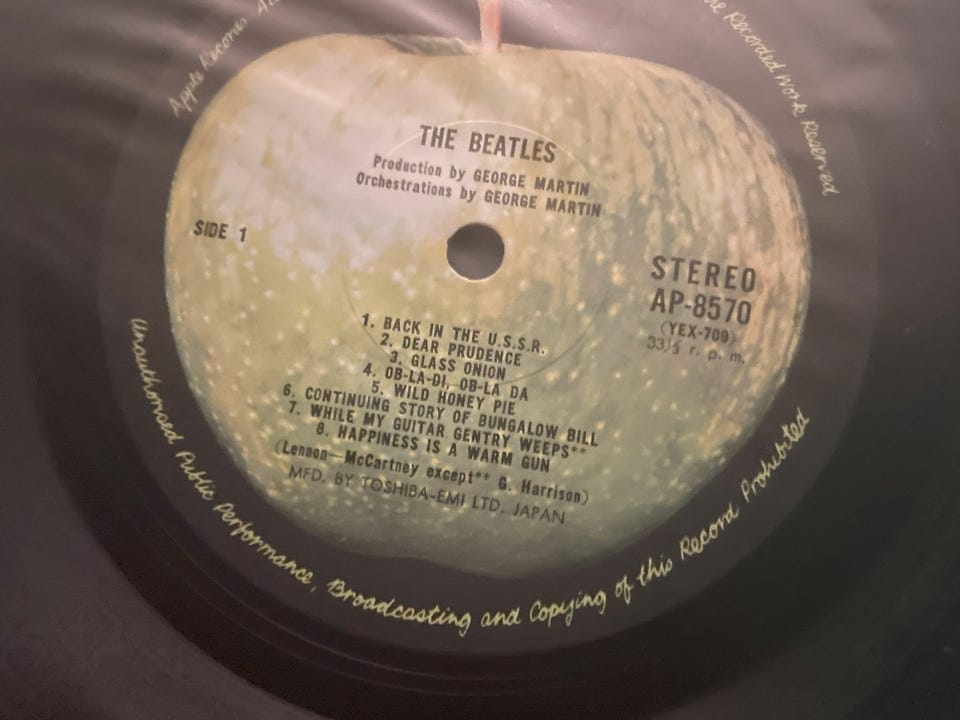 Apple Records
Recorded Work Reserved
THE BEATLES
Production by GEORGE MARTIN
Orchestrations by GEORGE MARTIN
SIDE 1
STEREO
AP-8570
(YEX-709)
33⅓ r. p. m.
1. BACK IN THE U.S.S.R.
2. DEAR PRUDENCE
3. GLASS ONION
4. OB-LA-DI, OB-LA DA
5. WILD HONEY PIE
6. CONTINUING STORY OF BUNGALOW BILL
7. WHILE MY GUITAR GENTRY WEEPS**
8. HAPPINESS IS A WARM GUN
(Lennon—McCartney except** G. Harrison)
MFD. BY TOSHIBA-EMI LTD. JAPAN
Unauthorised Public Performance, Broadcasting and Copying of this Record Prohibited